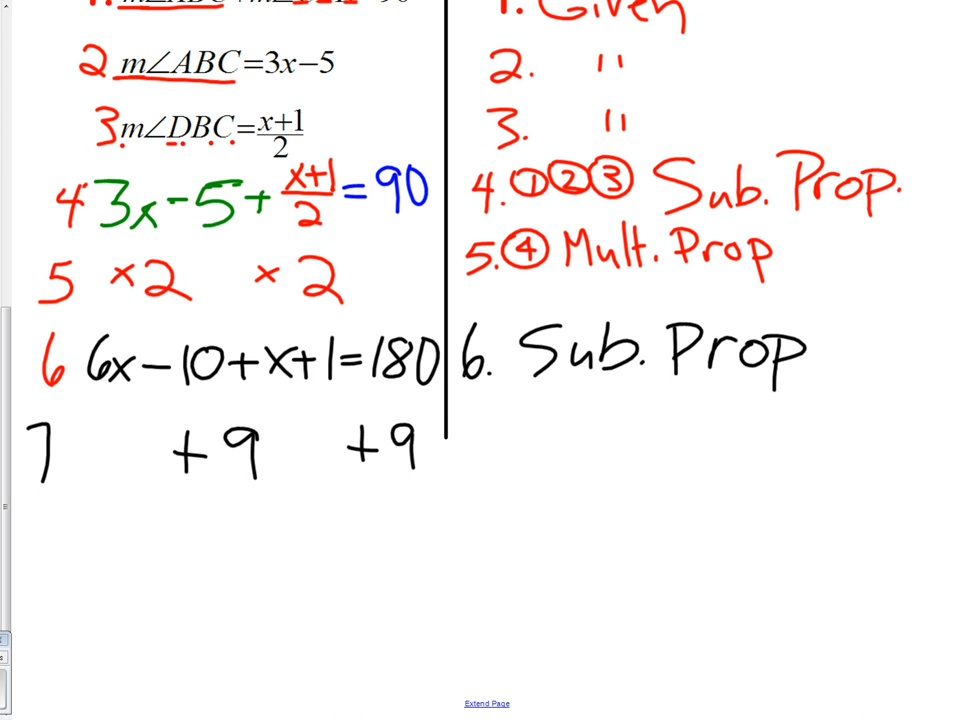 1. Given
2 m∠ABC=3x−5 2. "
3 m∠DBC=x+1/2 3. "
4 3x-5+x+1/2=90 4. ①②③ Sub. Prop.
5 ×2 ×2 5. ④ Mult. Prop
6 6x-10+x+1=180 6. Sub. Prop
7 +9 +9
Extend Page